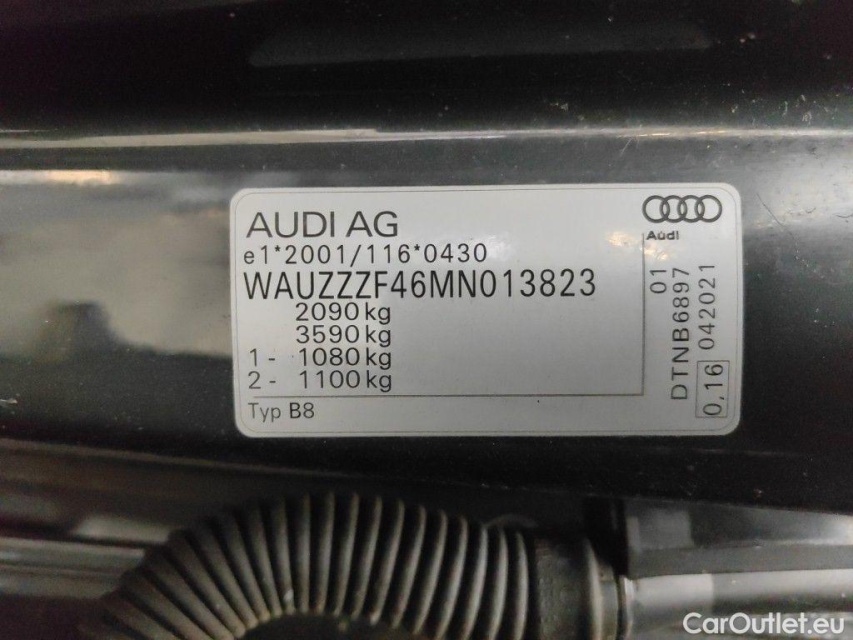 AUDI AG
e1*2001/116*0430
WAUZZZF46MN013823
2090 kg
3590 kg
1 - 1080 kg
2 - 1100 kg
Typ B8
Audi
DTNB6897 01
0,16 042021
CarOutlet.eu